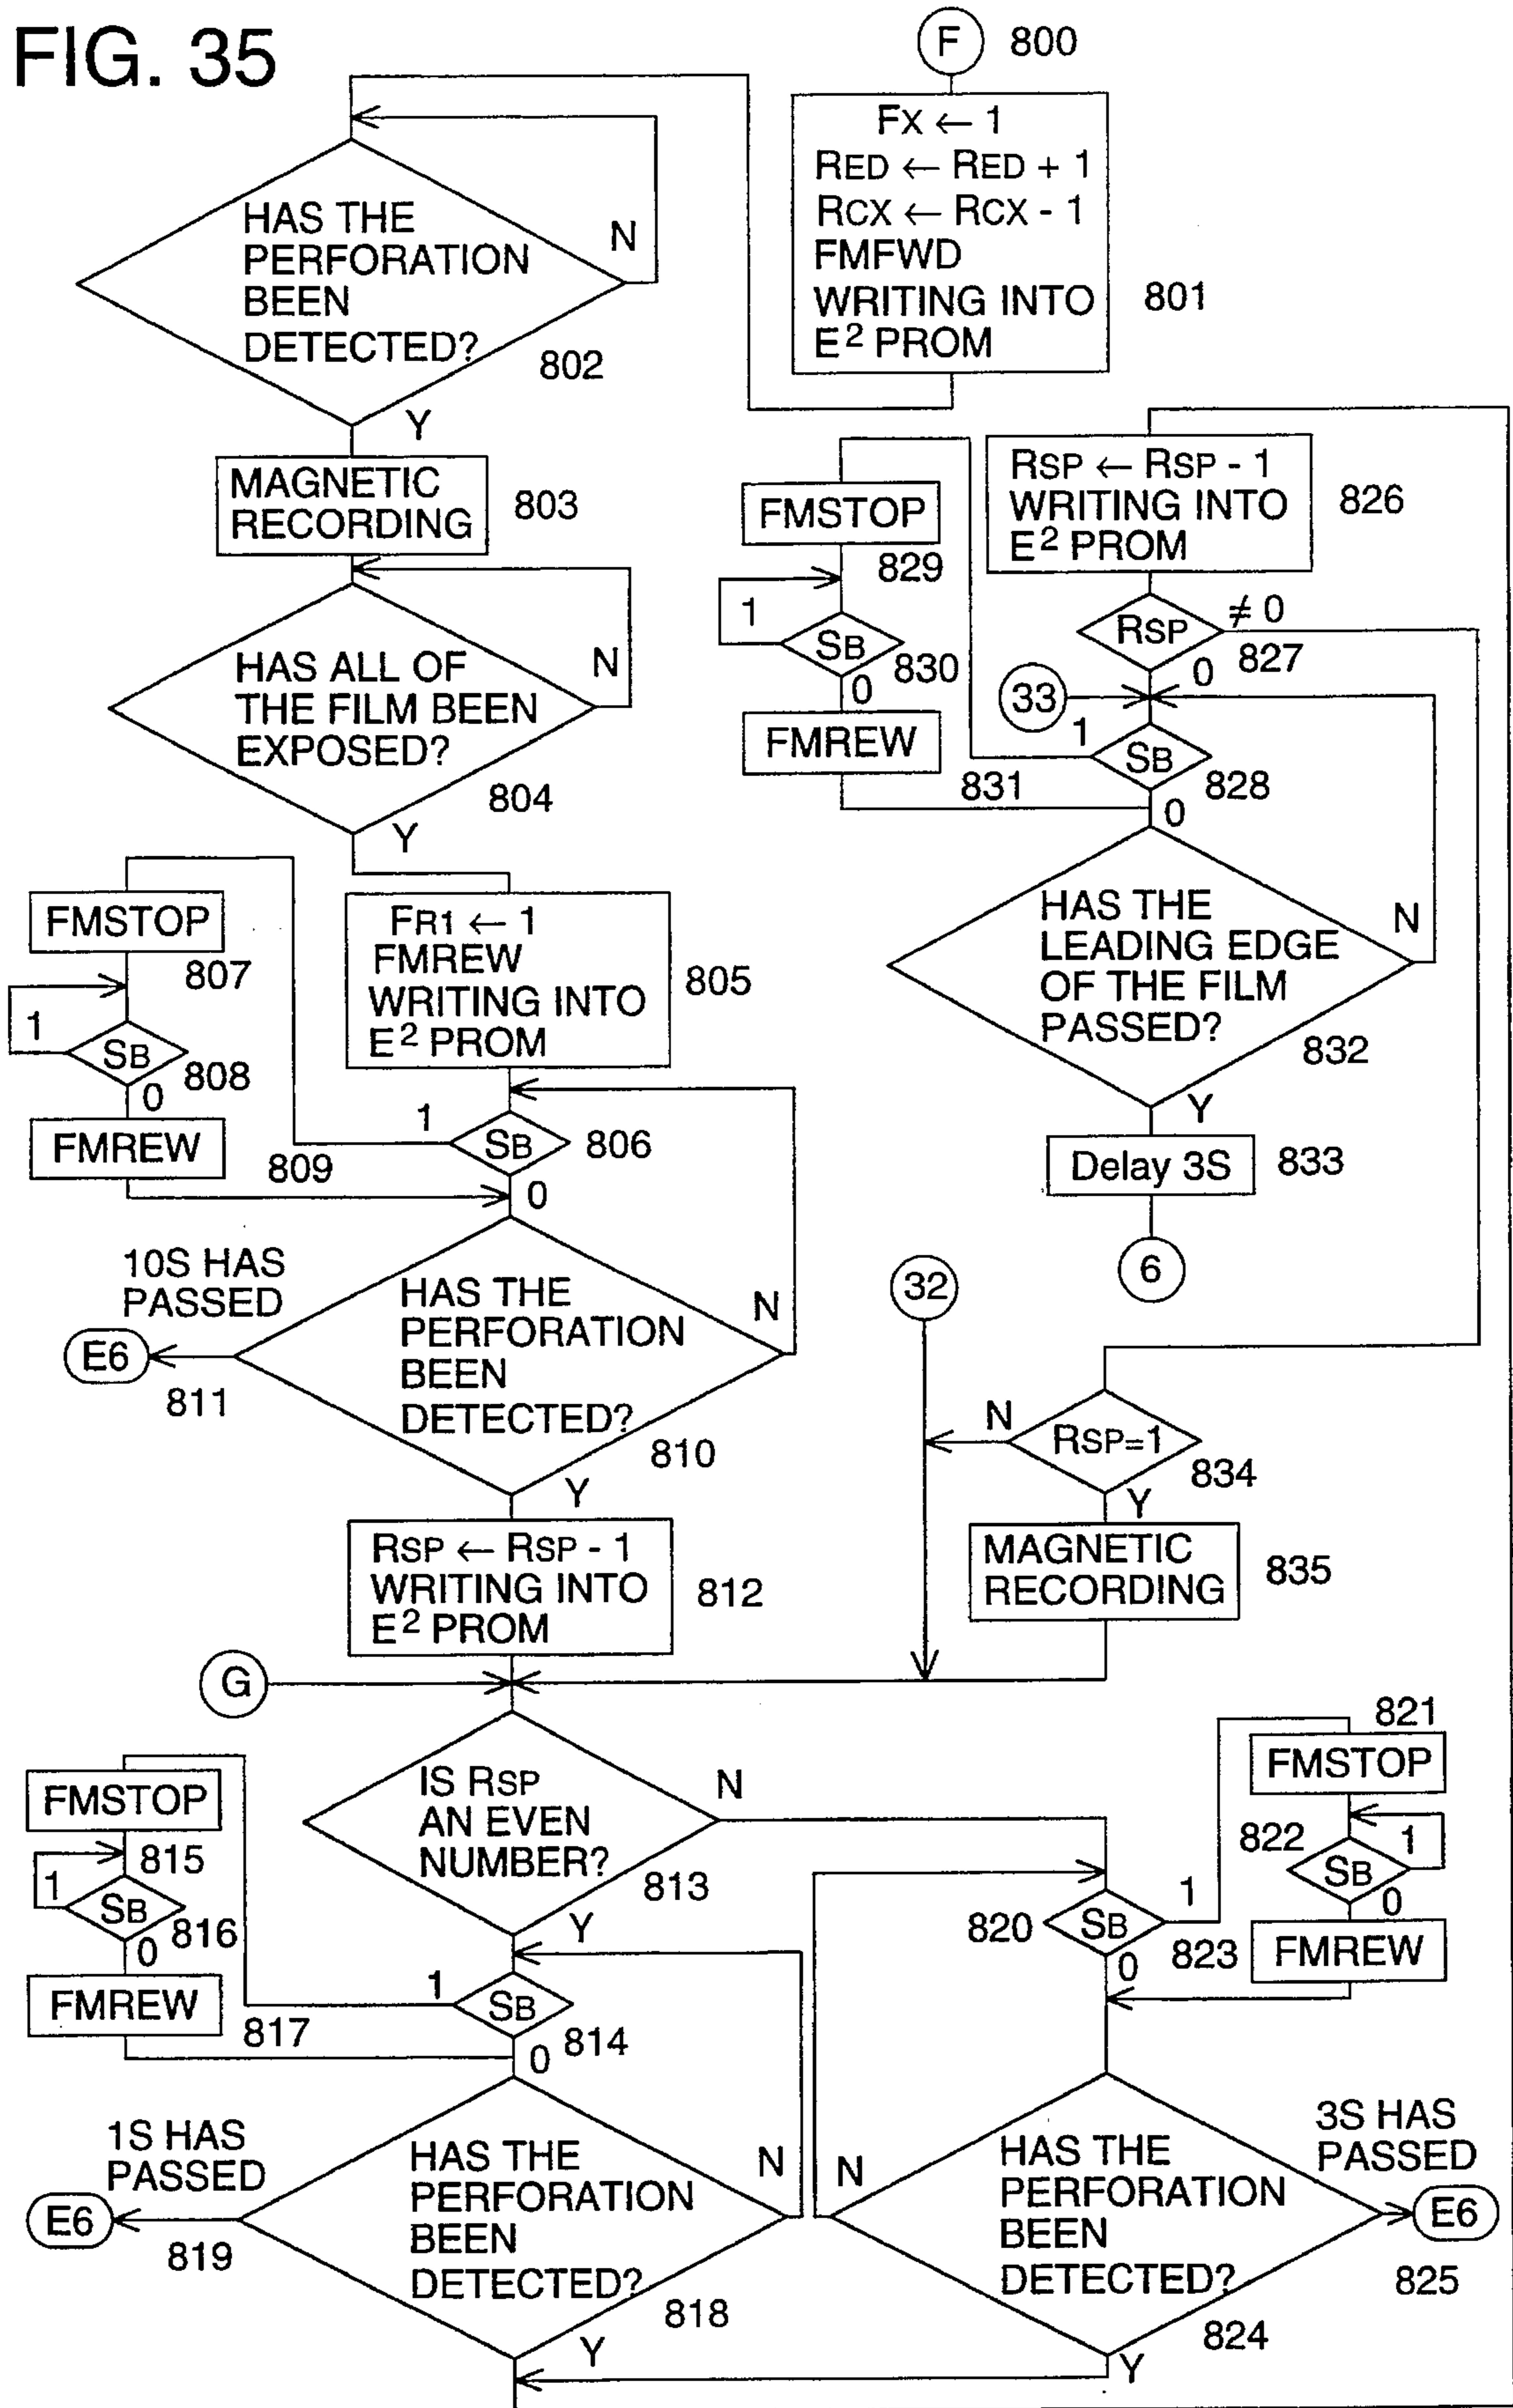 FIG. 35
F 800
FX ← 1
RED ← RED + 1
RCX ← RCX - 1
FMFWD
WRITING INTO
E² PROM
801
HAS THE
PERFORATION
BEEN
DETECTED?
N
802
Y
MAGNETIC
RECORDING
803
HAS ALL OF
THE FILM BEEN
EXPOSED?
N
804
Y
FR1 ← 1
FMREW
WRITING INTO
E² PROM
805
FMSTOP
807
1
SB
808
0
FMREW
809
1
SB
806
0
10S HAS
PASSED
E6
811
HAS THE
PERFORATION
BEEN
DETECTED?
N
810
Y
RSP ← RSP - 1
WRITING INTO
E² PROM
812
G
IS RSP
AN EVEN
NUMBER?
N
813
Y
FMSTOP
815
1
SB
816
0
FMREW
817
1
SB
814
0
1S HAS
PASSED
E6
819
HAS THE
PERFORATION
BEEN
DETECTED?
N
818
Y
RSP ← RSP - 1
WRITING INTO
E² PROM
826
RSP
≠ 0
827
0
33
1
SB
828
0
FMSTOP
829
1
SB
830
0
FMREW
831
HAS THE
LEADING EDGE
OF THE FILM
PASSED?
N
832
Y
Delay 3S
833
6
32
N
RSP=1
834
Y
MAGNETIC
RECORDING
835
820
SB
1
0
821
FMSTOP
822
1
SB
0
823
FMREW
N
HAS THE
PERFORATION
BEEN
DETECTED?
3S HAS
PASSED
E6
825
824
Y